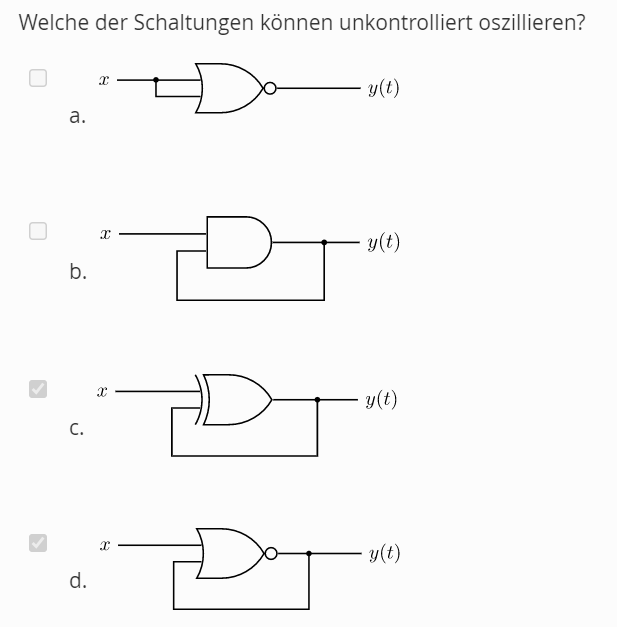 Welche der Schaltungen können unkontrolliert oszillieren?
x y(t)
a.
x y(t)
b.
x y(t)
c.
x y(t)
d.